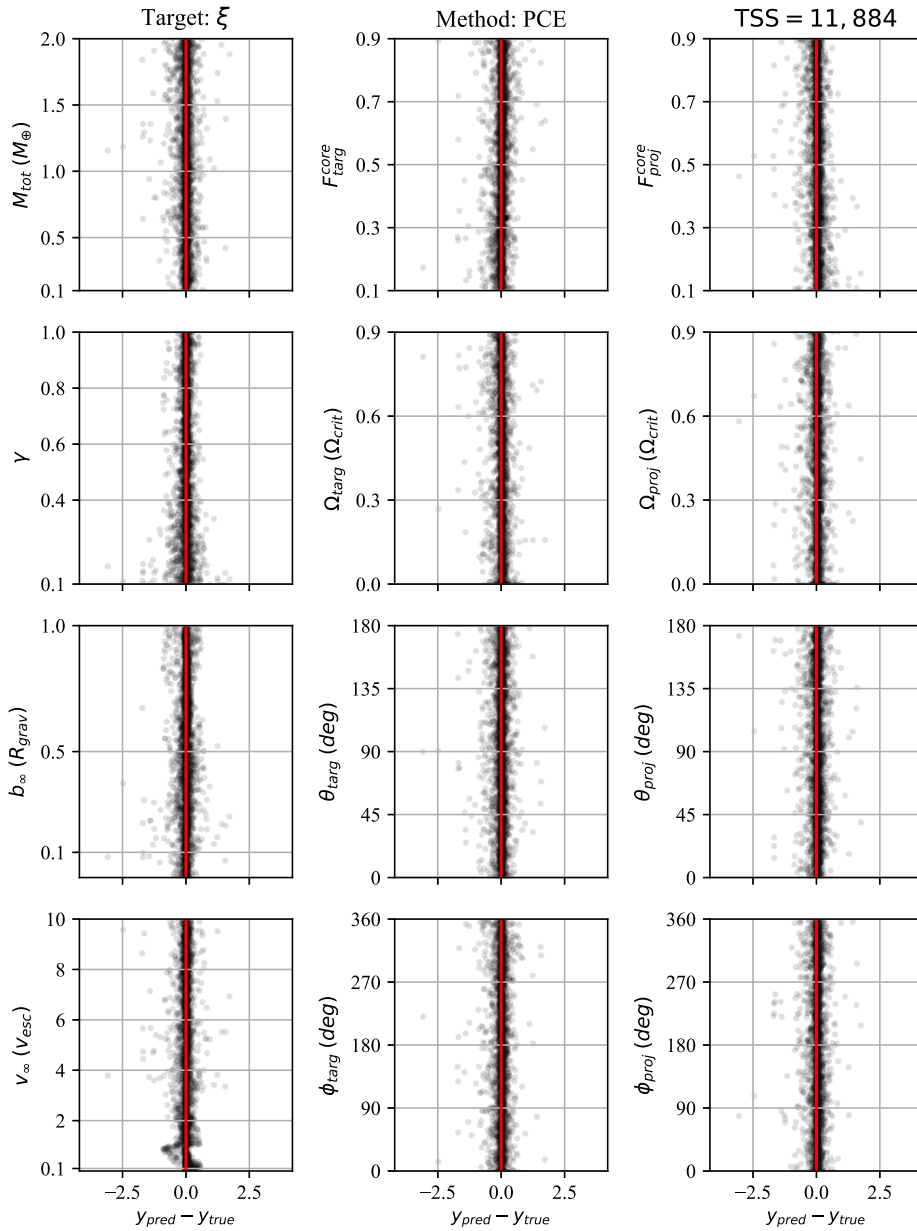 Target: ξ
Method: PCE
TSS = 11, 884
M_tot (M_⊕)
2.0
1.5
1.0
0.5
0.1
F^core_targ
0.9
0.7
0.5
0.3
0.1
F^core_proj
0.9
0.7
0.5
0.3
0.1
γ
1.0
0.8
0.6
0.4
0.1
Ω_targ (Ω_crit)
0.9
0.6
0.3
0.0
Ω_proj (Ω_crit)
0.9
0.6
0.3
0.0
b_∞ (R_grav)
1.0
0.5
0.1
θ_targ (deg)
180
135
90
45
0
θ_proj (deg)
180
135
90
45
0
v_∞ (v_esc)
10
8
6
4
2
0.1
ϕ_targ (deg)
360
270
180
90
0
ϕ_proj (deg)
360
270
180
90
0
−2.5 0.0 2.5
−2.5 0.0 2.5
−2.5 0.0 2.5
y_pred − y_true
y_pred − y_true
y_pred − y_true